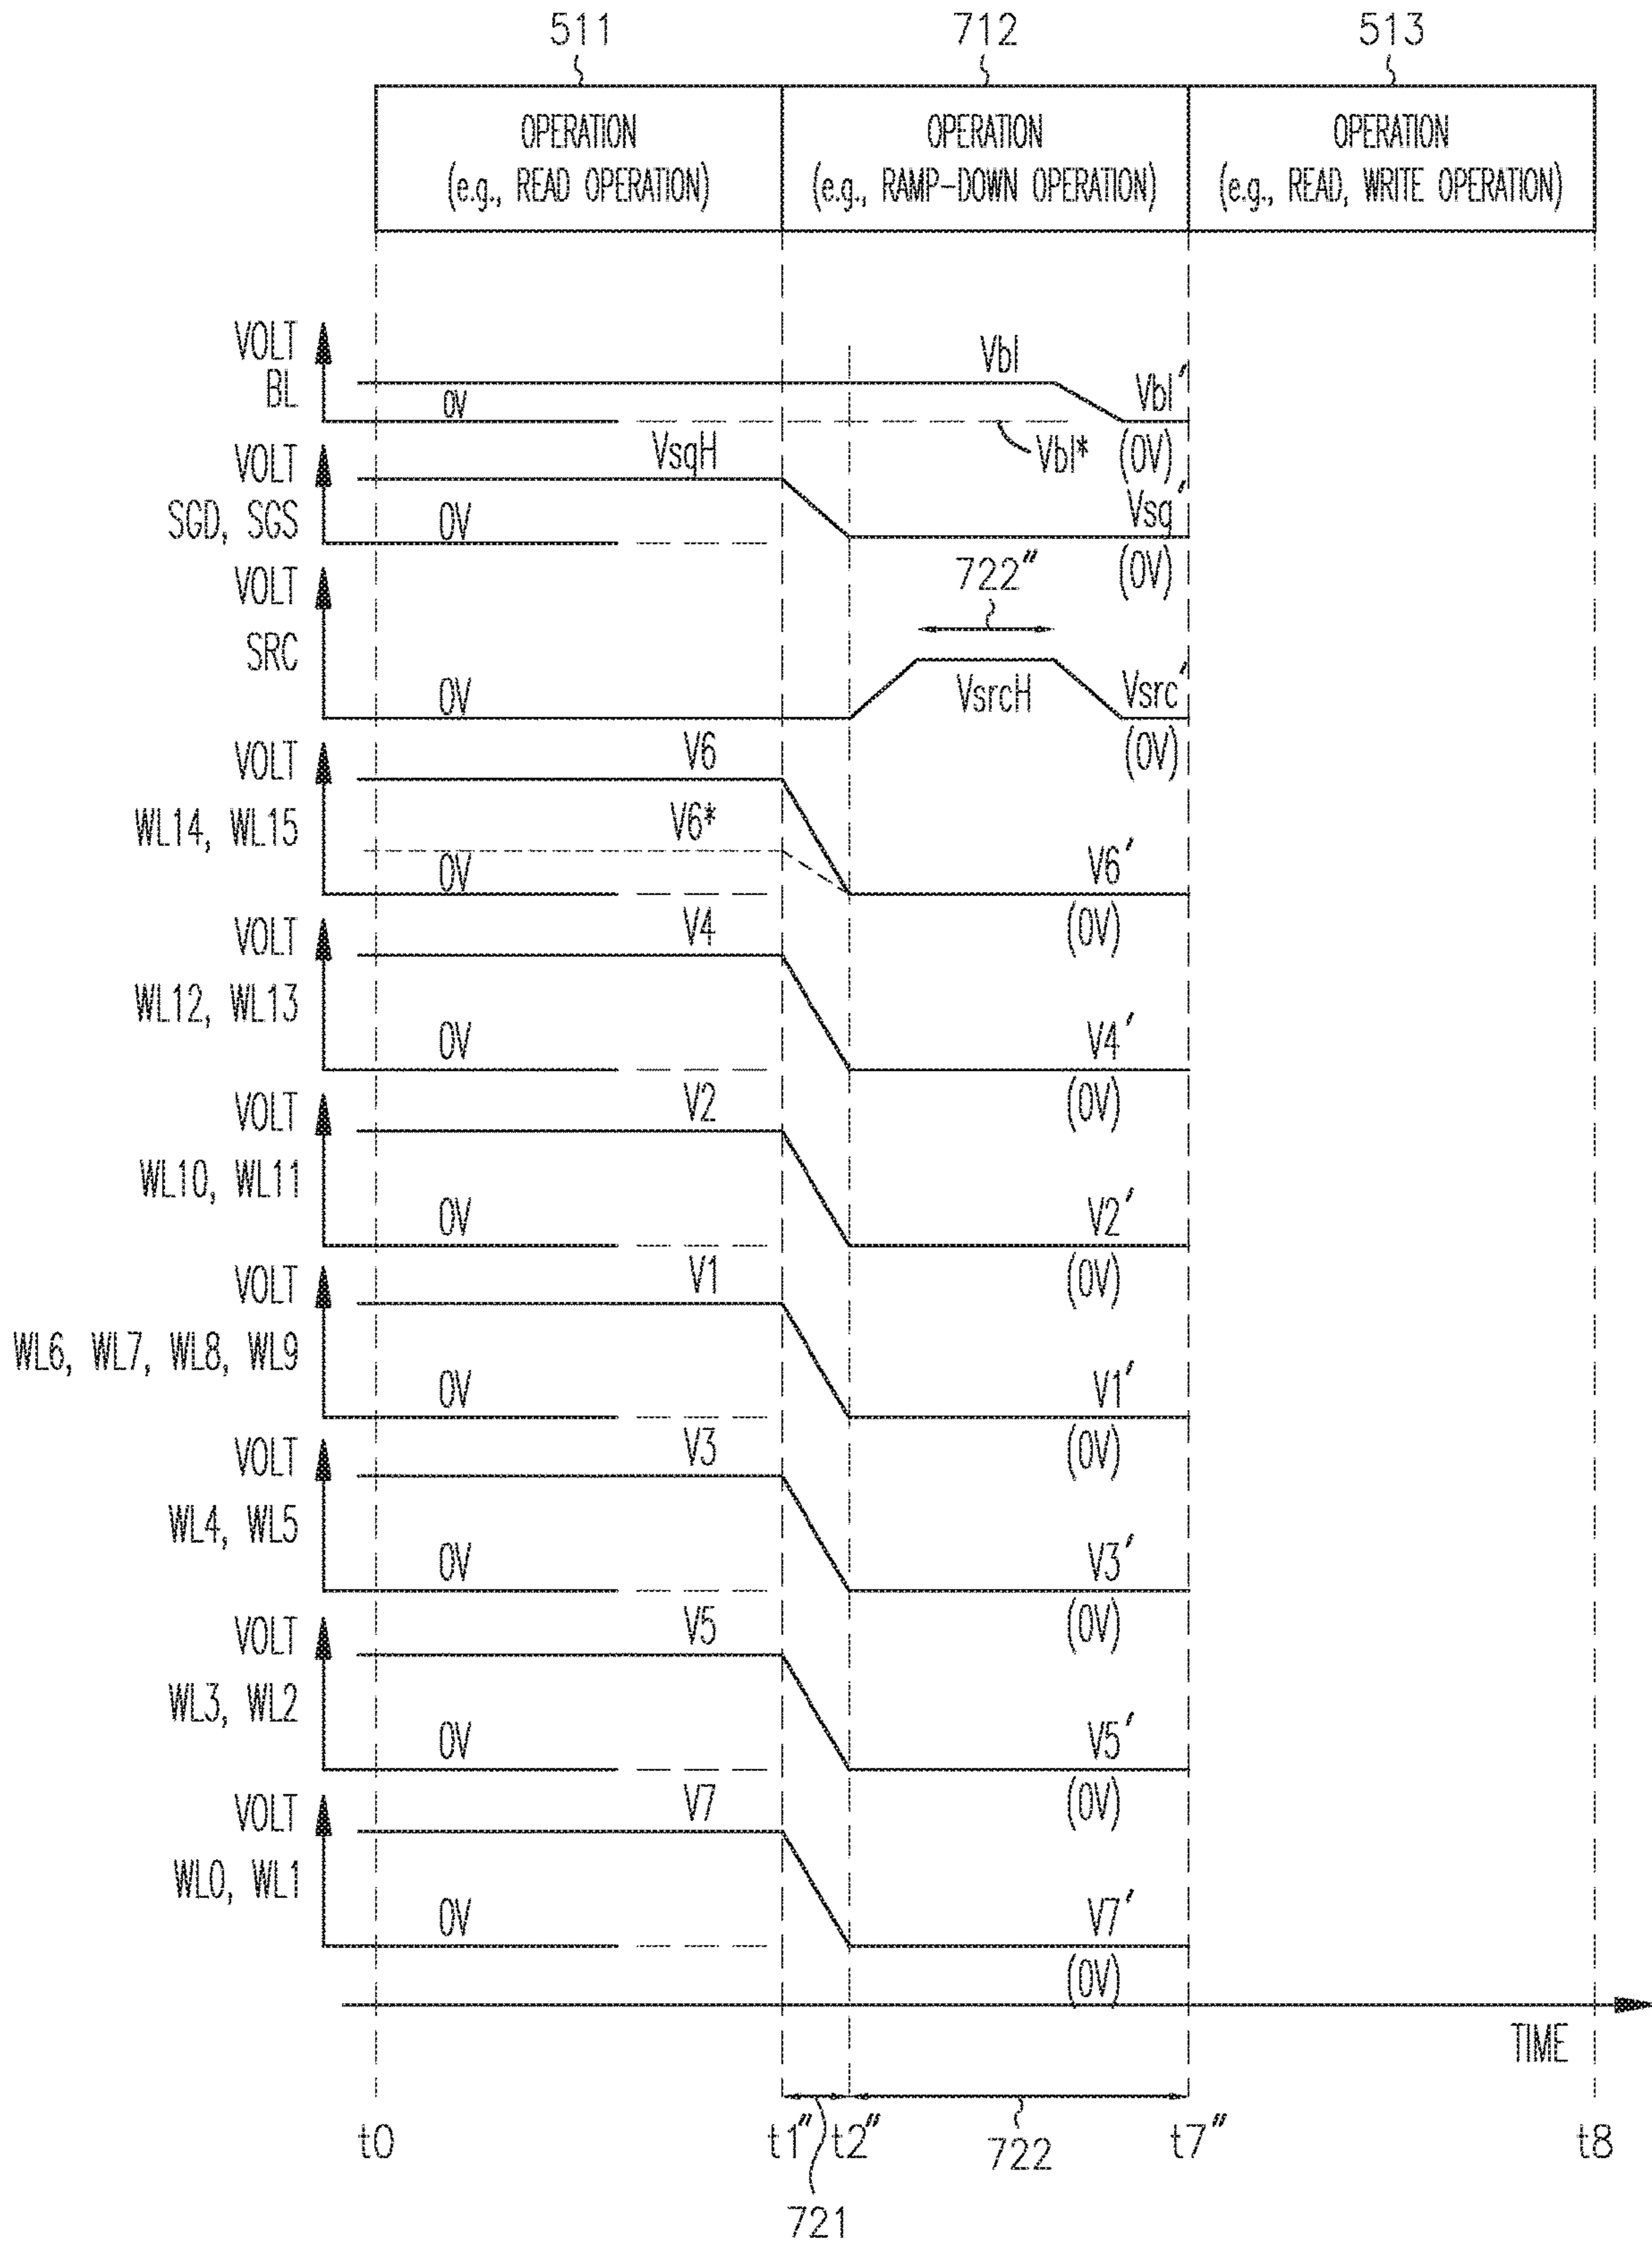 511
712
513
OPERATION
(e.g., READ OPERATION)
OPERATION
(e.g., RAMP-DOWN OPERATION)
OPERATION
(e.g., READ, WRITE OPERATION)
VOLT
BL
0V
Vbl
Vbl'
(0V)
Vbl*
VOLT
SGD, SGS
VsgH
0V
Vsg'
(0V)
722"
VOLT
SRC
0V
VsrcH
Vsrc'
(0V)
VOLT
WL14, WL15
V6
V6*
0V
V6'
(0V)
VOLT
WL12, WL13
V4
0V
V4'
(0V)
VOLT
WL10, WL11
V2
0V
V2'
(0V)
VOLT
WL6, WL7, WL8, WL9
V1
0V
V1'
(0V)
VOLT
WL4, WL5
V3
0V
V3'
(0V)
VOLT
WL3, WL2
V5
0V
V5'
(0V)
VOLT
WL0, WL1
V7
0V
V7'
(0V)
TIME
t0
t1"
t2"
722
t7"
t8
721